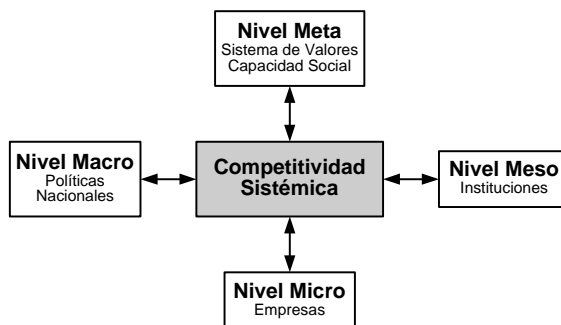 Nivel Meta
Sistema de Valores
Capacidad Social
Nivel Macro
Políticas
Nacionales
Competitividad
Sistémica
Nivel Meso
Instituciones
Nivel Micro
Empresas